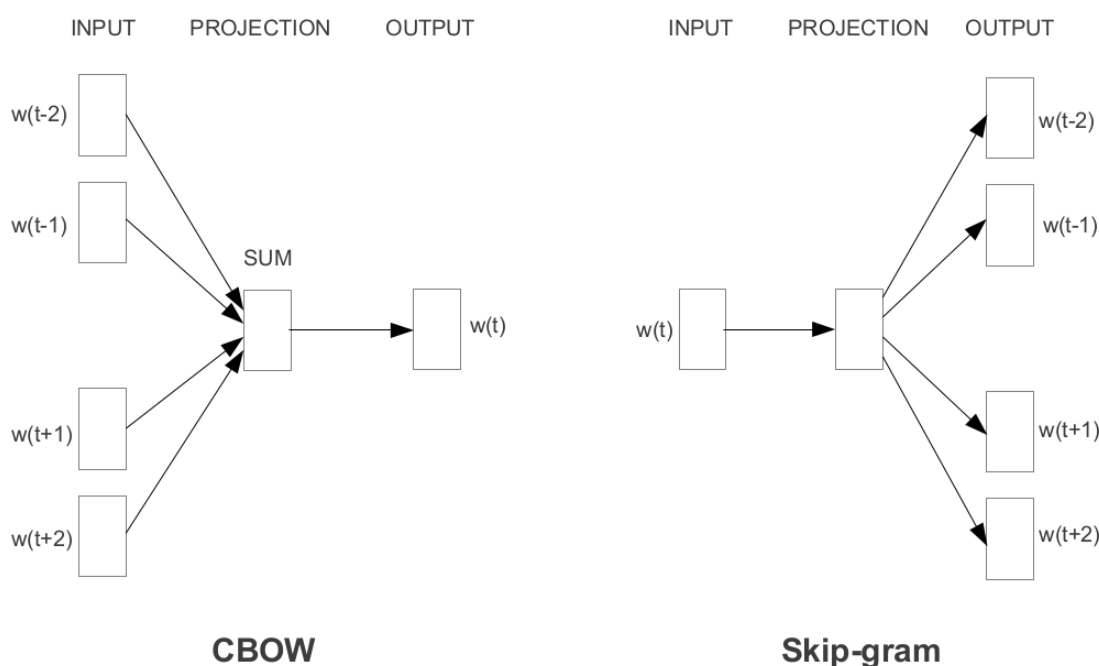 INPUT PROJECTION OUTPUT
w(t-2)
w(t-1)
SUM
w(t)
w(t+1)
w(t+2)
CBOW
INPUT PROJECTION OUTPUT
w(t-2)
w(t-1)
w(t)
w(t+1)
w(t+2)
Skip-gram